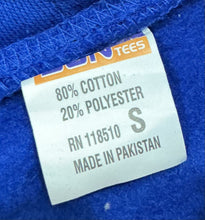 TEES
80% COTTON
20% POLYESTER
RN 118510 S
MADE IN PAKISTAN